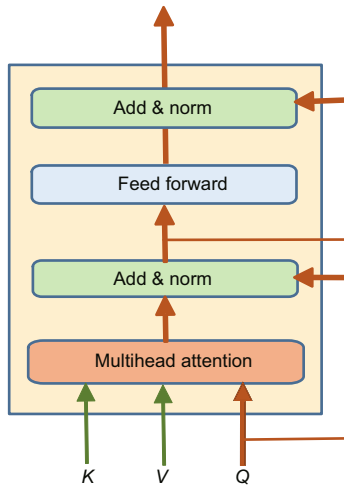 Add & norm
Feed forward
Add & norm
Multihead attention
K V Q